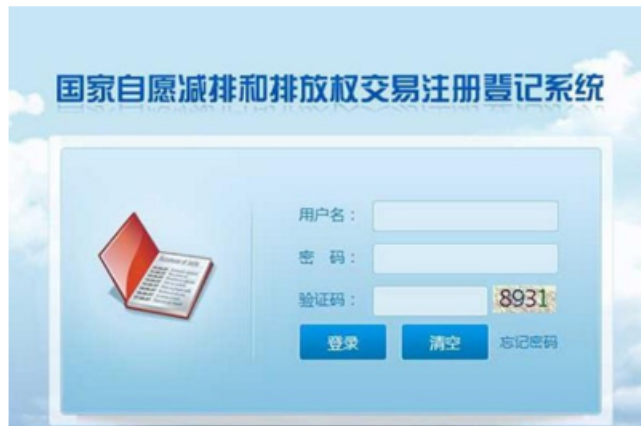 国家自愿减排和排放权交易注册登记系统
用户名：
密 码：
验证码： 8931
登录 清空 忘记密码